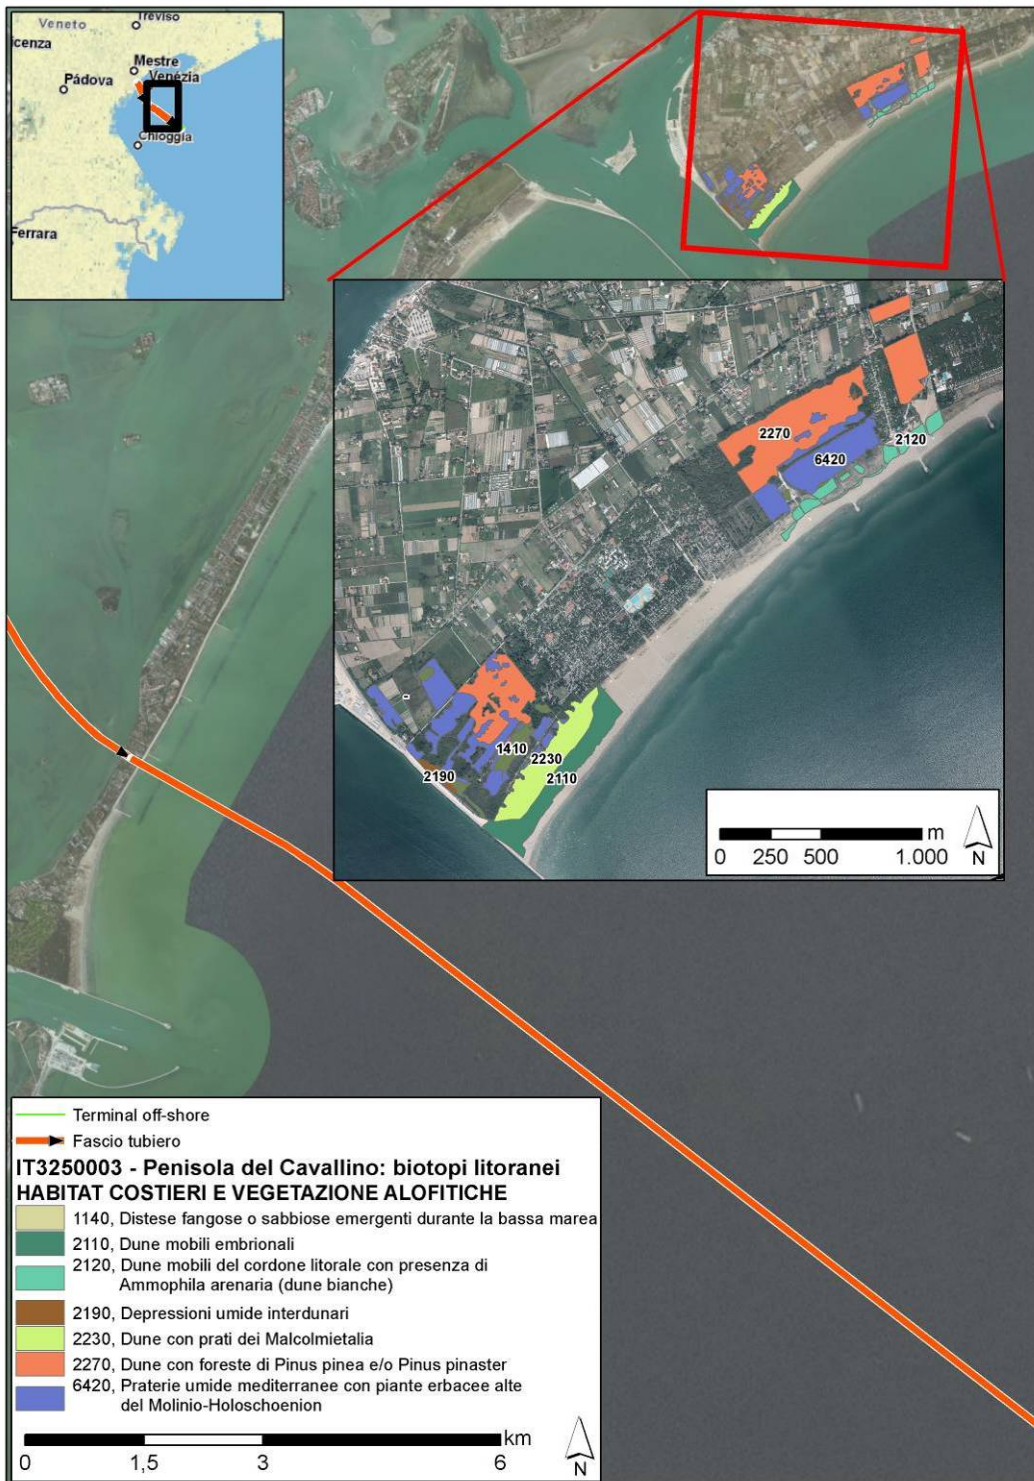 Veneto
Treviso
icenza
Mestre
Pádova
Venézia
Chioggia
Ferrara
2270
2120
6420
1410
2230
2190
2110
m
0 250 500 1.000
N
Terminal off-shore
Fascio tubiero
IT3250003 - Penisola del Cavallino: biotopi litoranei
HABITAT COSTIERI E VEGETAZIONE ALOFITICHE
1140, Distese fangose o sabbiose emergenti durante la bassa marea
2110, Dune mobili embrionali
2120, Dune mobili del cordone litorale con presenza di
Ammophila arenaria (dune bianche)
2190, Depressioni umide interdunari
2230, Dune con prati dei Malcolmietalia
2270, Dune con foreste di Pinus pinea e/o Pinus pinaster
6420, Praterie umide mediterranee con piante erbacee alte
del Molinio-Holoschoenion
km
0 1,5 3 6
N